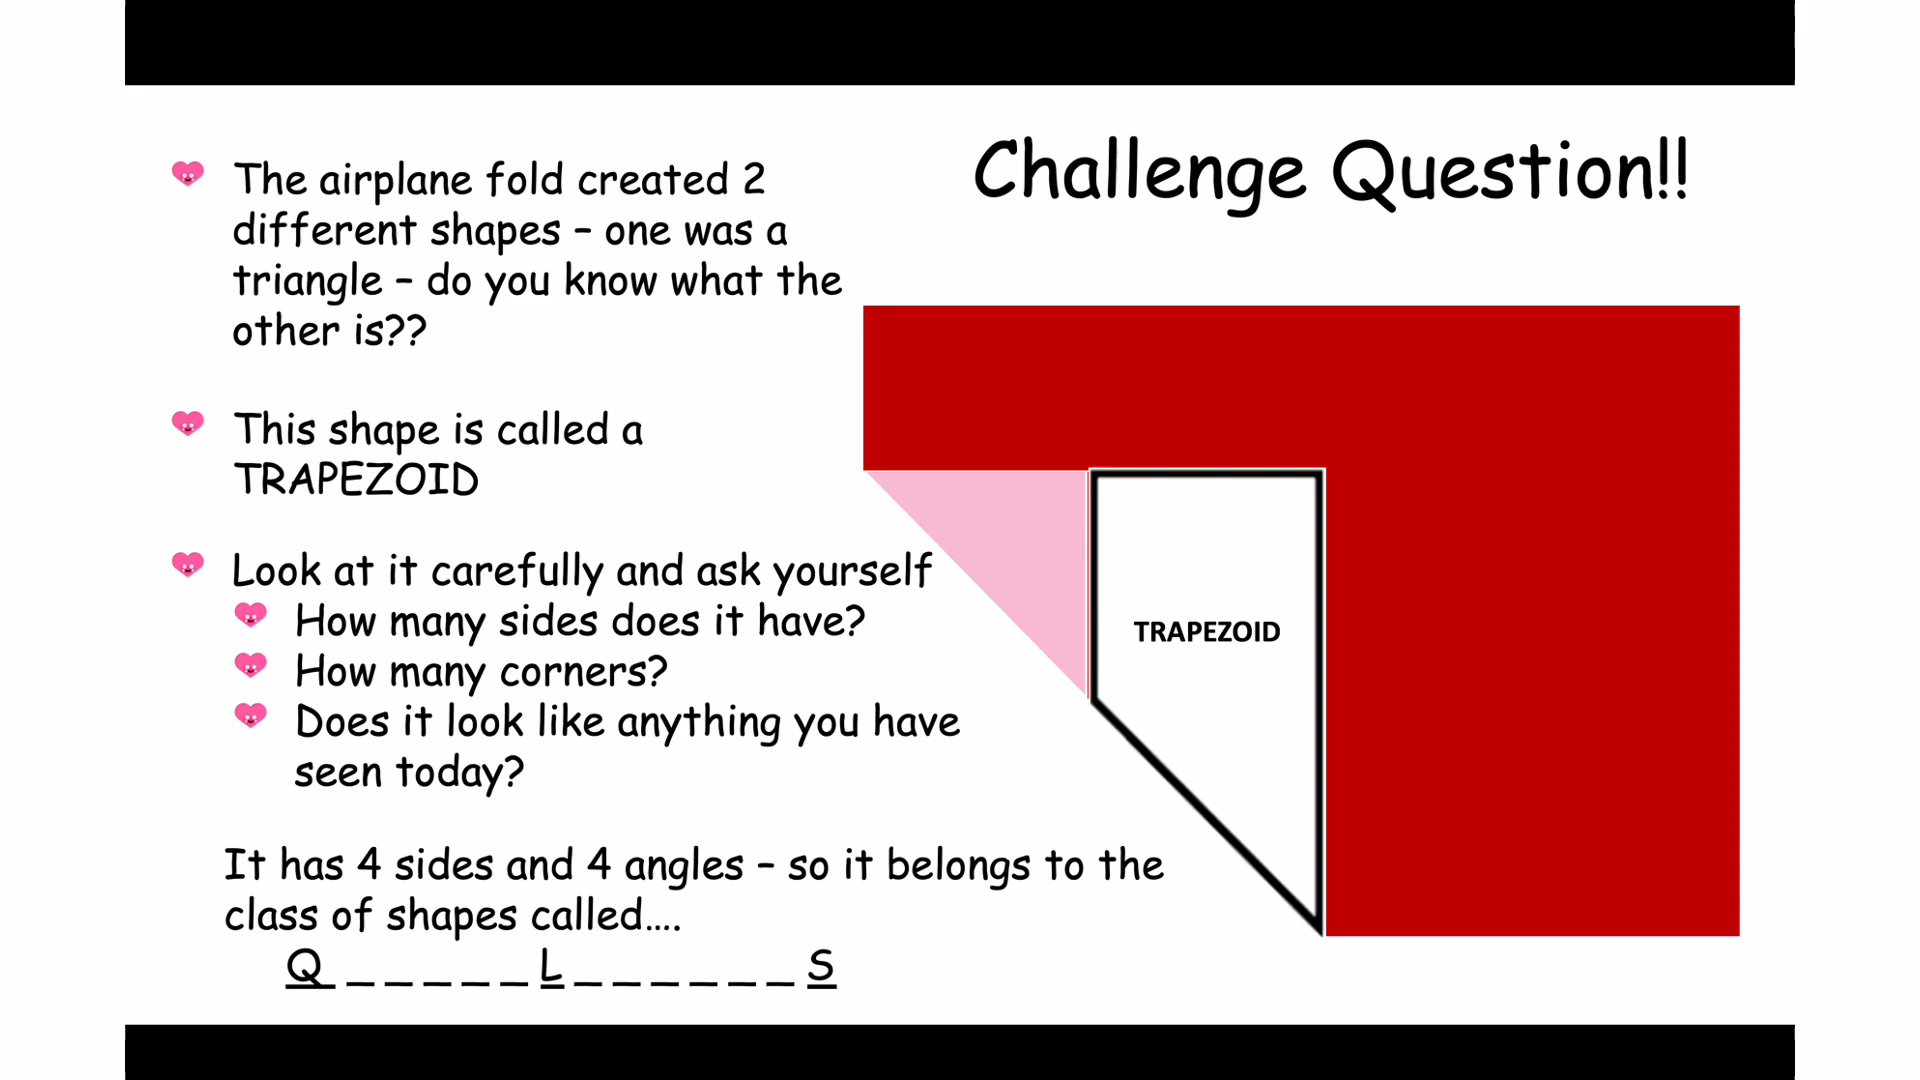 Challenge Question!!
The airplane fold created 2
different shapes – one was a
triangle – do you know what the
other is??
This shape is called a
TRAPEZOID
Look at it carefully and ask yourself
How many sides does it have?
How many corners?
Does it look like anything you have
seen today?
TRAPEZOID
It has 4 sides and 4 angles – so it belongs to the
class of shapes called….
Q _ _ _ _ _ L _ _ _ _ _ _ S